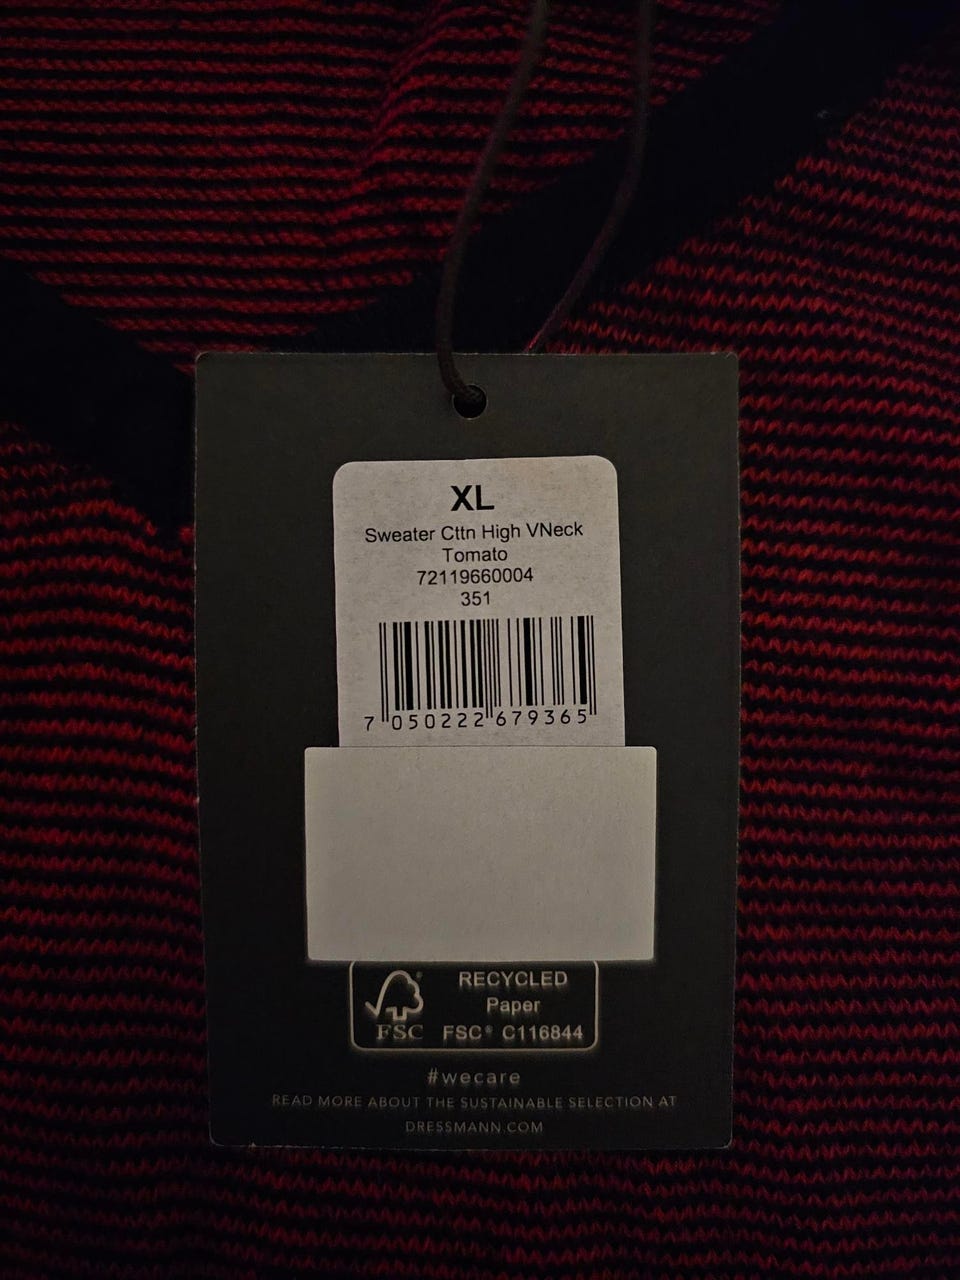 XL
Sweater Cttn High VNeck
Tomato
72119660004
351
7 050222 679365
RECYCLED
Paper
FSC
FSC® C116844
#wecare
READ MORE ABOUT THE SUSTAINABLE SELECTION AT
DRESSMANN.COM